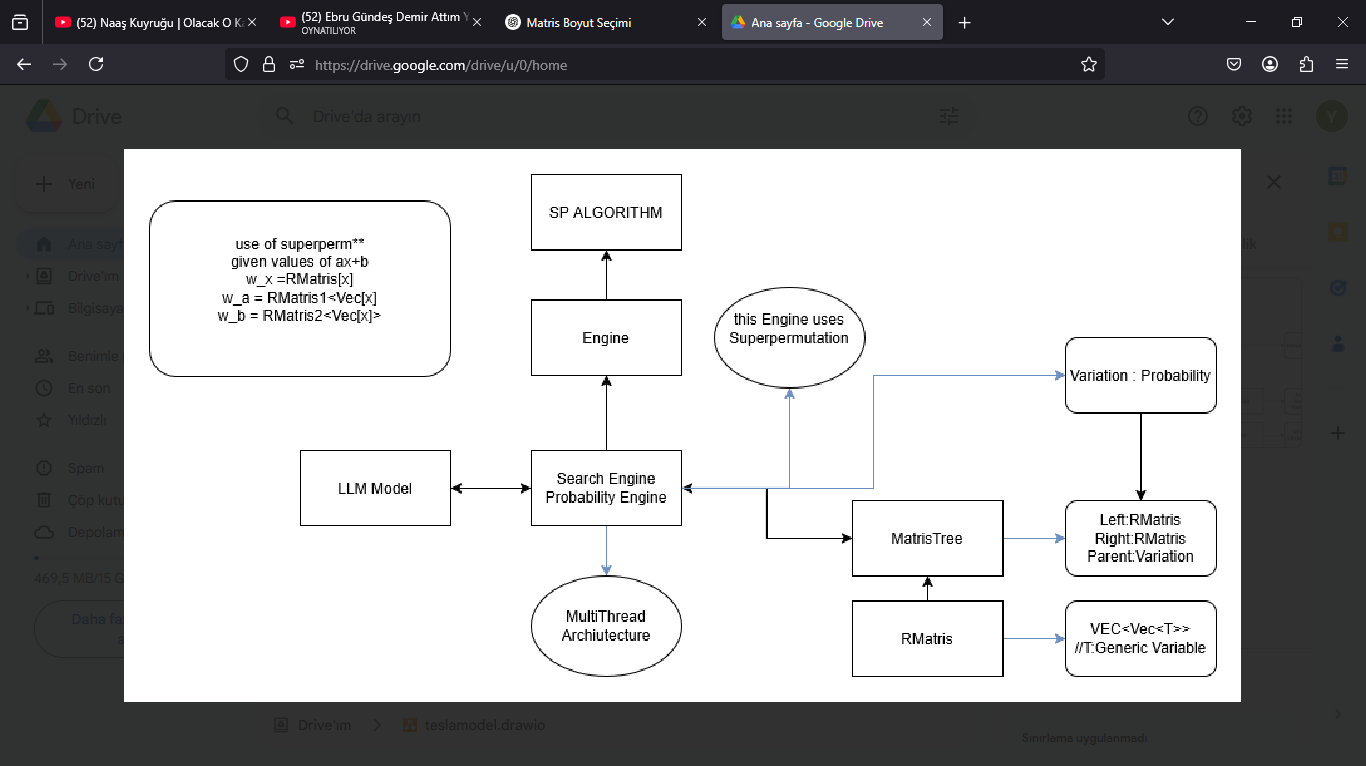 (52) Naaş Kuyruğu | Olacak O Ka
(52) Ebru Gündeş Demir Attım Y
OYNATILIYOR
Matris Boyut Seçimi
Ana sayfa - Google Drive
https://drive.google.com/drive/u/0/home
Drive
Drive'da arayın
Y
Yeni
Ana sayf
Drive'ım
Bilgisaya
Benimle
En son
Yıldızlı
Spam
Çöp kutu
Depolam
469,5 MB/15 G
Daha fa
use of superperm**
given values of ax+b
w_x =RMatris[x]
w_a = RMatris1<Vec[x]
w_b = RMatris2<Vec[x]>
SP ALGORITHM
Engine
this Engine uses
Superpermutation
Variation : Probability
LLM Model
Search Engine
Probability Engine
MatrisTree
Left:RMatris
Right:RMatris
Parent:Variation
MultiThread
Archiutecture
RMatris
VEC<Vec<T>>
//T:Generic Variable
Drive'ım
teslamodel.drawio
Sınırlama uygulanmadı